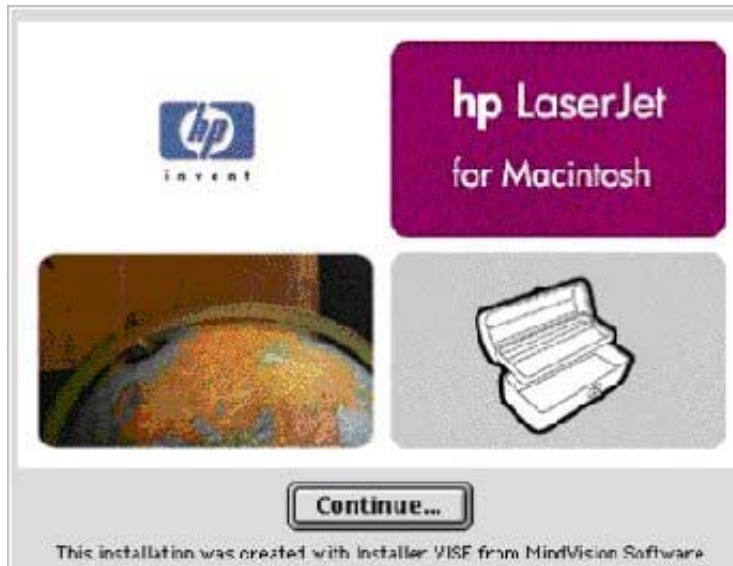 hp
invent
hp LaserJet
for Macintosh
Continue...
This installation was created with Installer VISE from MindVision Software